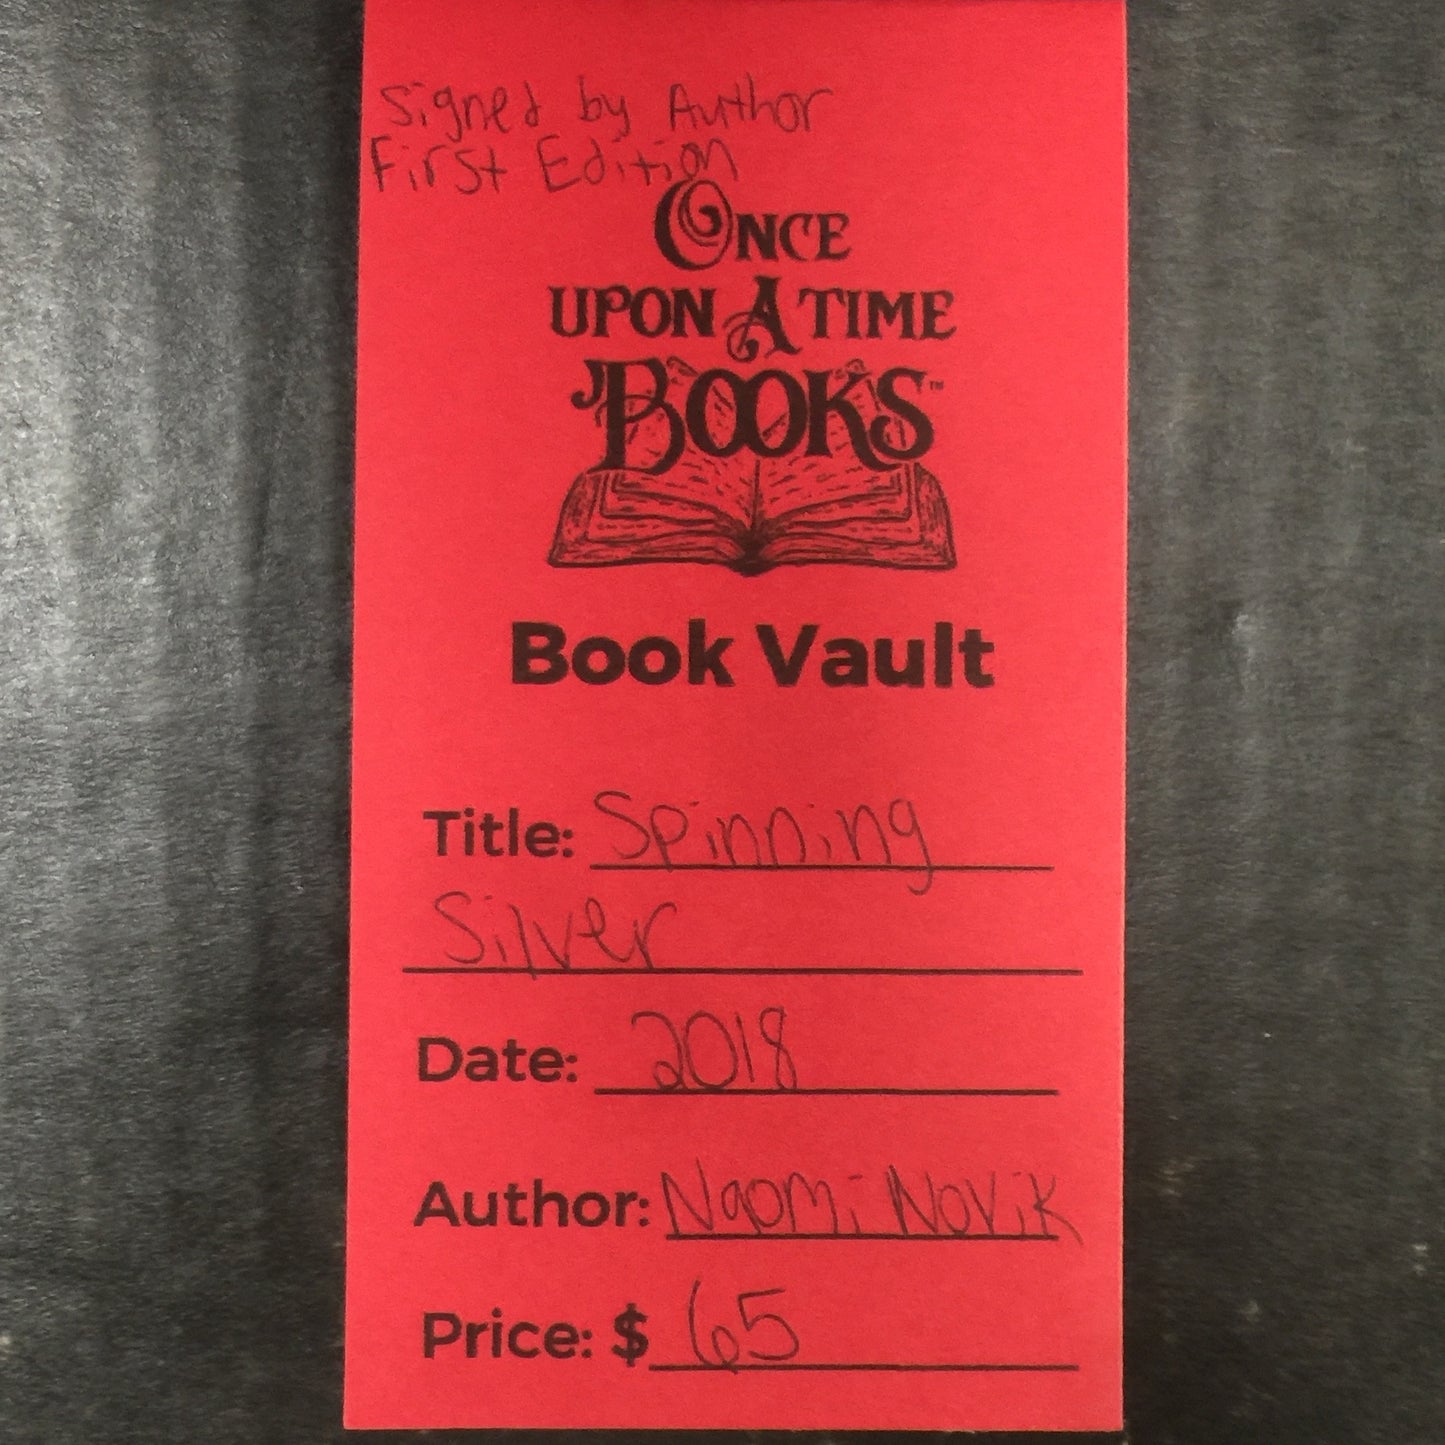 Signed by Author
First Edition
ONCE
UPON A TIME
BOOKS™
Book Vault
Title: Spinning
Silver
Date: 2018
Author: Naomi Novik
Price: $ 65